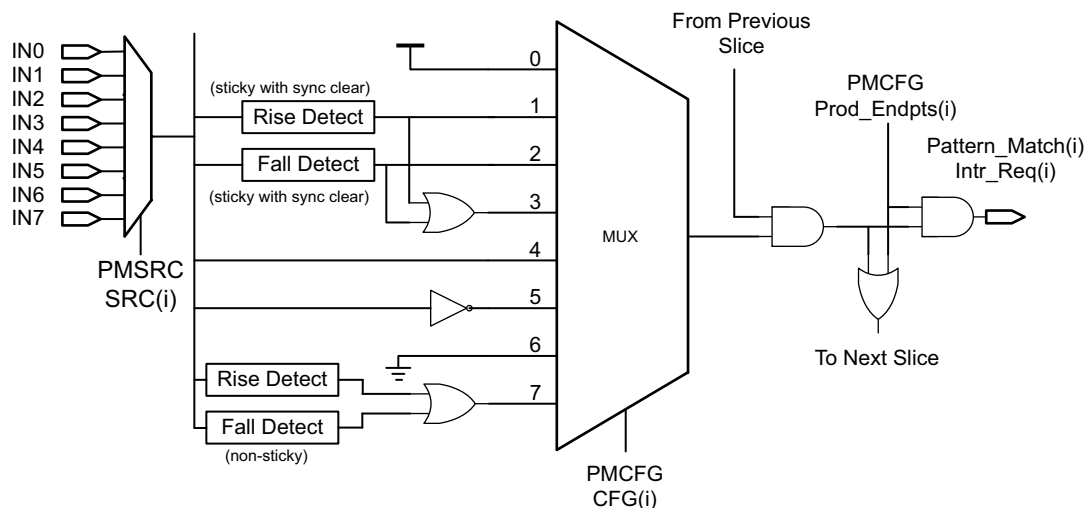 From Previous
Slice
IN0
IN1
IN2
IN3
IN4
IN5
IN6
IN7
PMSRC
SRC(i)
(sticky with sync clear)
Rise Detect
Fall Detect
(sticky with sync clear)
Rise Detect
Fall Detect
(non-sticky)
0
1
2
3
4
5
6
7
MUX
PMCFG
CFG(i)
PMCFG
Prod_Endpts(i)
Pattern_Match(i)
Intr_Req(i)
To Next Slice